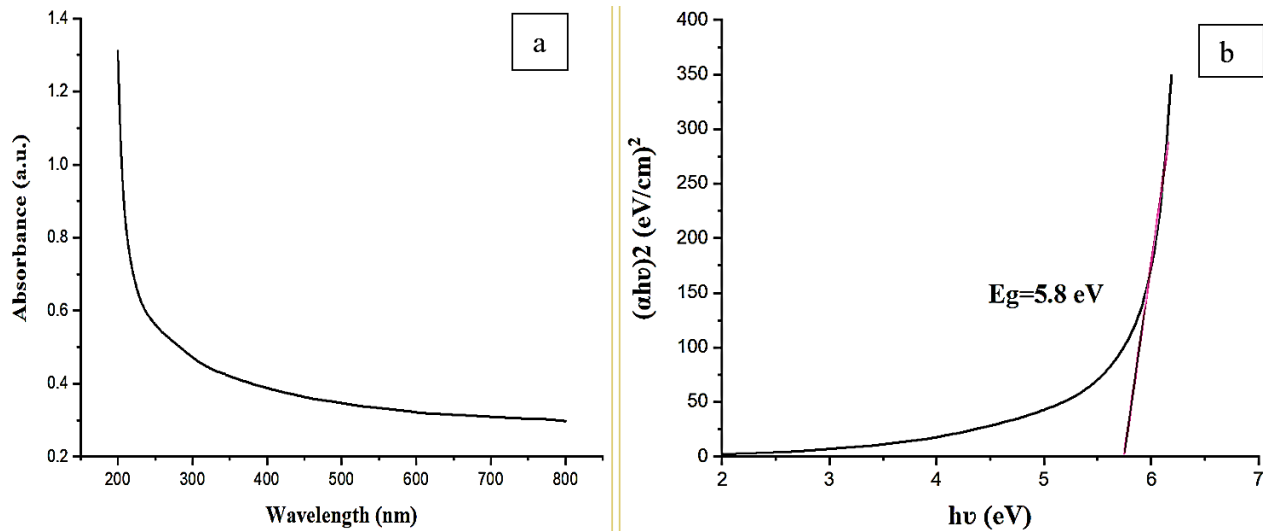 a
1.4
1.2
1.0
0.8
0.6
0.4
0.2
Absorbance (a.u.)
200 300 400 500 600 700 800
Wavelength (nm)
b
400
350
300
250
200
150
100
50
0
(αhυ)2 (eV/cm)²
Eg=5.8 eV
2 3 4 5 6 7
hυ (eV)